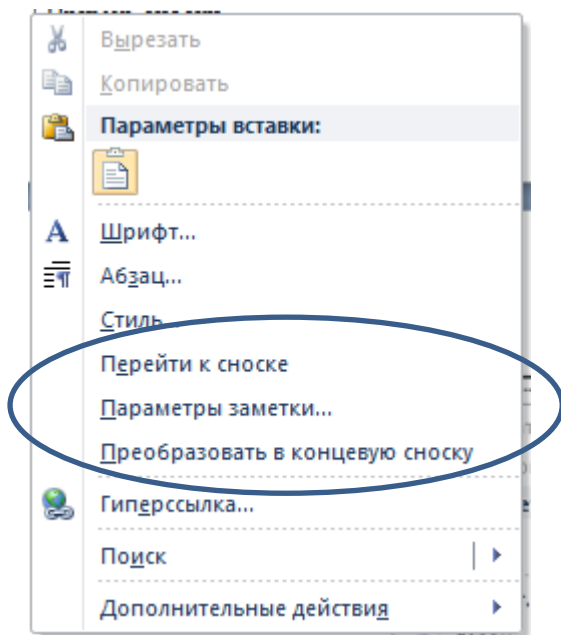 Вырезать
Копировать
Параметры вставки:
Шрифт...
Абзац...
Стиль...
Перейти к сноске
Параметры заметки...
Преобразовать в концевую сноску
Гиперссылка...
Поиск
Дополнительные действия